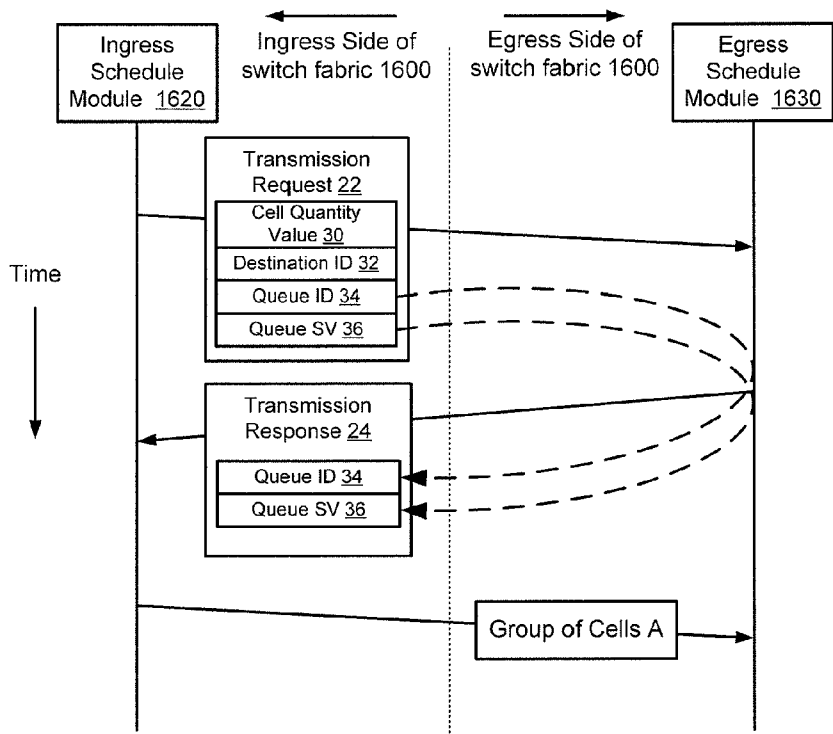 Ingress
Schedule
Module 1620
Ingress Side of
switch fabric 1600
Egress Side of
switch fabric 1600
Egress
Schedule
Module 1630
Transmission
Request 22
Cell Quantity
Value 30
Destination ID 32
Queue ID 34
Queue SV 36
Time
Transmission
Response 24
Queue ID 34
Queue SV 36
Group of Cells A